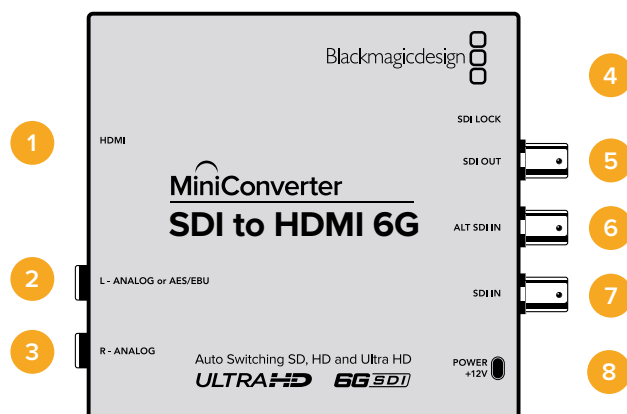 Blackmagicdesign
4
SDI LOCK
1
HDMI
SDI OUT
5
MiniConverter
SDI to HDMI 6G
ALT SDI IN
6
2
L - ANALOG or AES/EBU
SDI IN
7
3
R - ANALOG
Auto Switching SD, HD and Ultra HD
POWER
+12V
8
ULTRA HD 6G SDI